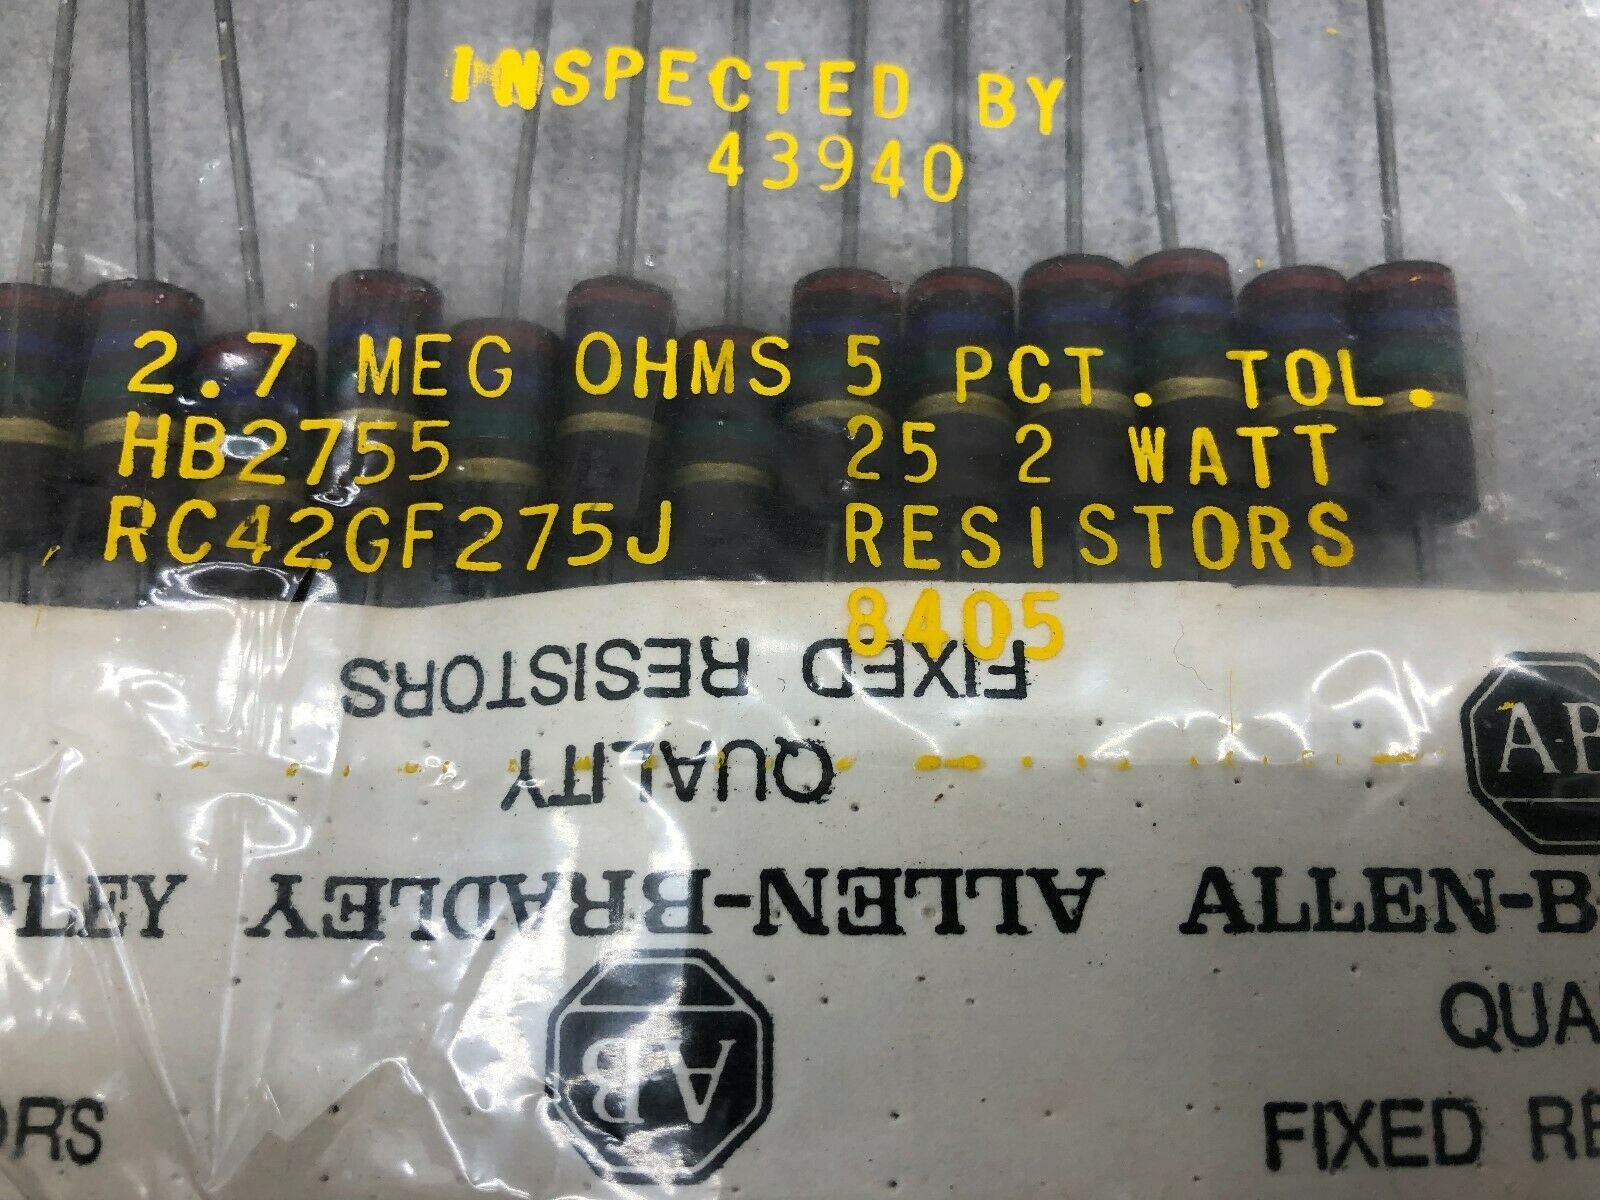 INSPECTED BY
43940
2.7 MEG OHMS 5 PCT. TOL.
HB2755 25 2 WATT
RC42GF275J RESISTORS
8405
FIXED RESISTORS
QUALITY
ALLEN-BRADLEY
AB
A-B
ALLEN-B
QUA
FIXED RE
LEY
ORS